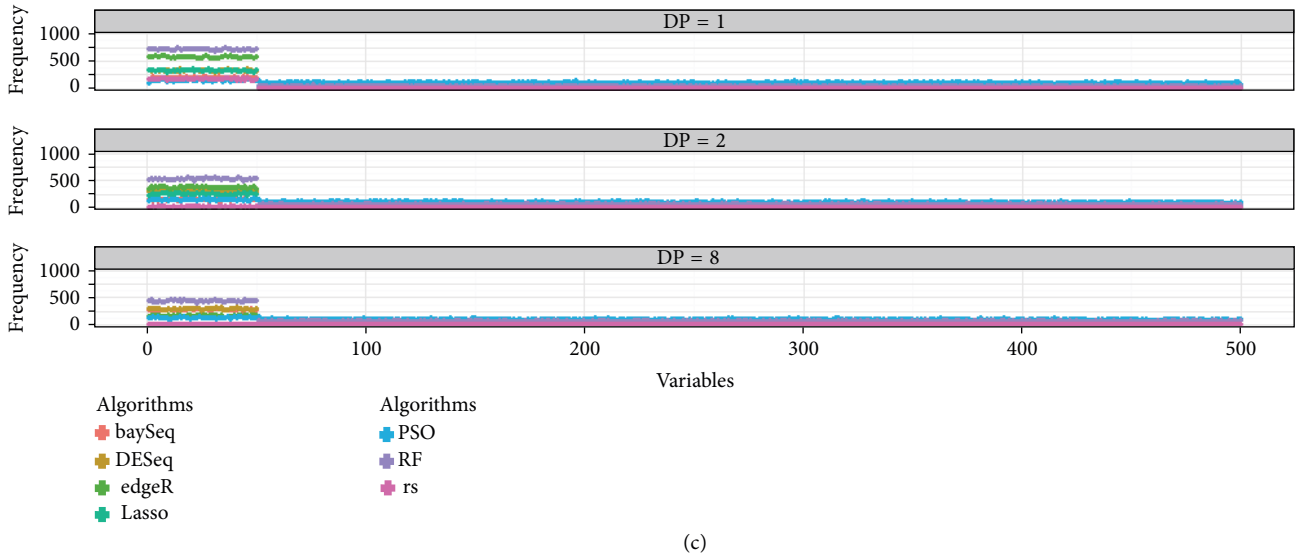 DP = 1
Frequency
1000
500
0
DP = 2
Frequency
1000
500
0
DP = 8
Frequency
1000
500
0
0 100 200 300 400 500
Variables
Algorithms Algorithms
baySeq PSO
DESeq RF
edgeR rs
Lasso
(c)